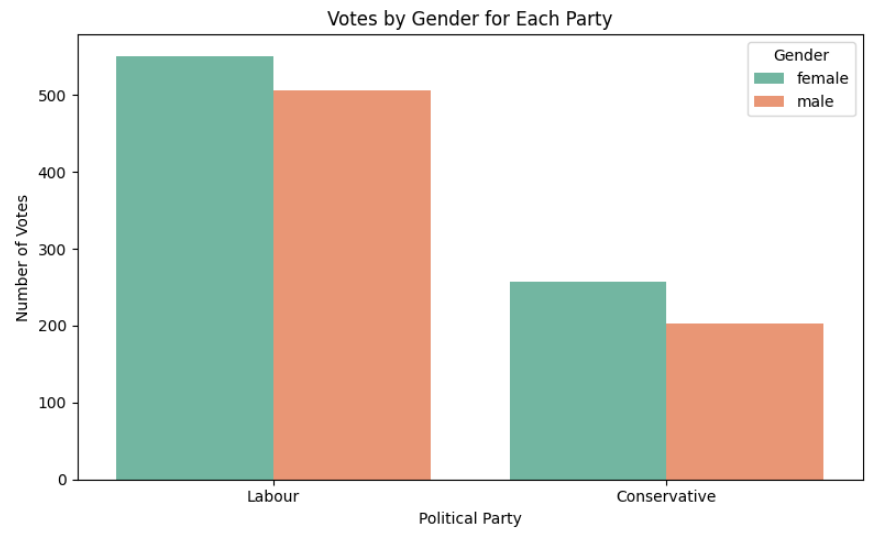 Votes by Gender for Each Party
Gender
female
male
Number of Votes
500
400
300
200
100
0
Labour
Conservative
Political Party